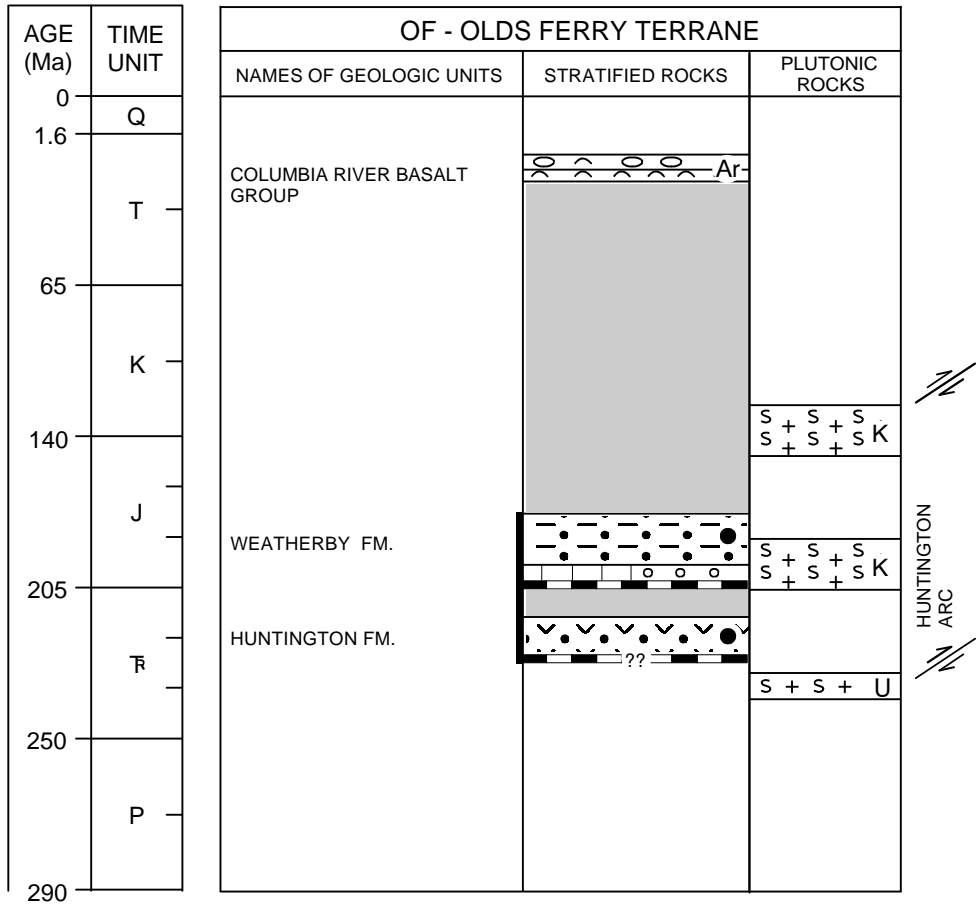 OF - OLDS FERRY TERRANE
AGE
(Ma)
TIME
UNIT
NAMES OF GEOLOGIC UNITS
STRATIFIED ROCKS
PLUTONIC
ROCKS
0
Q
1.6
COLUMBIA RIVER BASALT
GROUP
Ar
T
65
K
S + S + S
S + S + S K
+ +
140
J
HUNTINGTON
ARC
WEATHERBY FM.
S + S + S
S + S + S K
+ +
205
HUNTINGTON FM.
??
TR
S + S + U
250
P
290